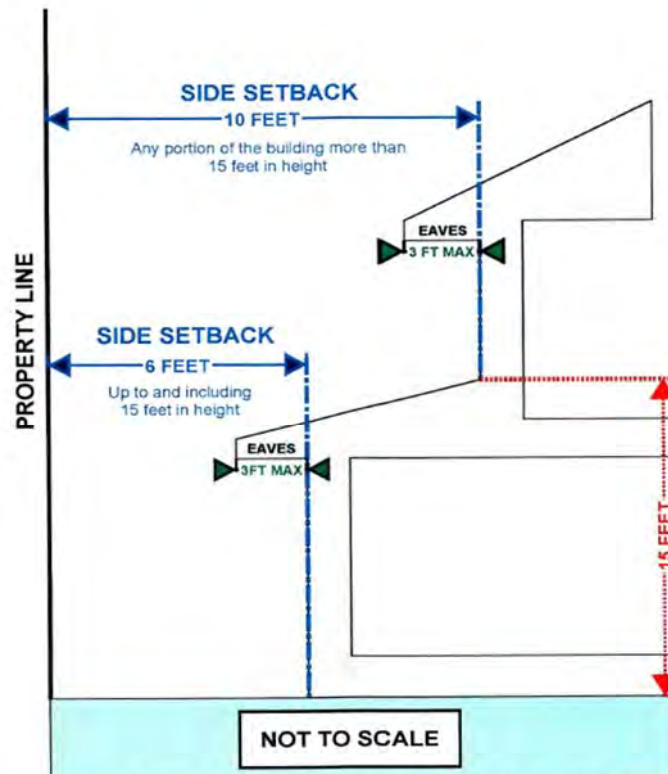 SIDE SETBACK
10 FEET
Any portion of the building more than
15 feet in height
EAVES
3 FT MAX
PROPERTY LINE
SIDE SETBACK
6 FEET
Up to and including
15 feet in height
EAVES
3FT MAX
15 FEET
NOT TO SCALE